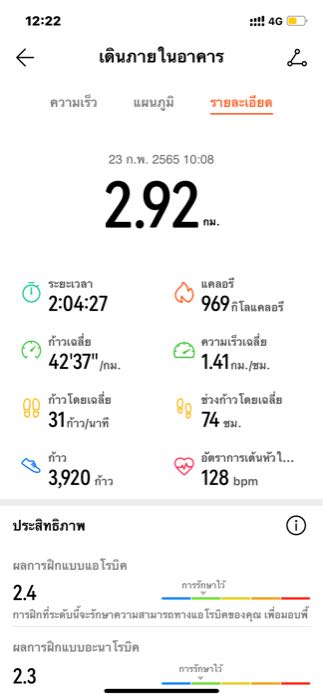 12:22
4G
เดินภายในอาคาร
ความเร็ว
แผนภูมิ
รายละเอียด
23 ก.พ. 2565 10:08
2.92 กม.
ระยะเวลา
2:04:27
แคลอรี
969 กิโลแคลอรี
ก้าวเฉลี่ย
42'37"/กม.
ความเร็วเฉลี่ย
1.41 กม./ชม.
ก้าวโดยเฉลี่ย
31 ก้าว/นาที
ช่วงก้าวโดยเฉลี่ย
74 ซม.
ก้าว
3,920 ก้าว
อัตราการเต้นหัวใ...
128 bpm
ประสิทธิภาพ
ผลการฝึกแบบแอโรบิค
2.4
การรักษาไว้
การฝึกที่ระดับนี้จะรักษาความสามารถทางแอโรบิคของคุณ เพื่อมอบพื้
ผลการฝึกแบบอะนาโรบิค
2.3
การรักษาไว้